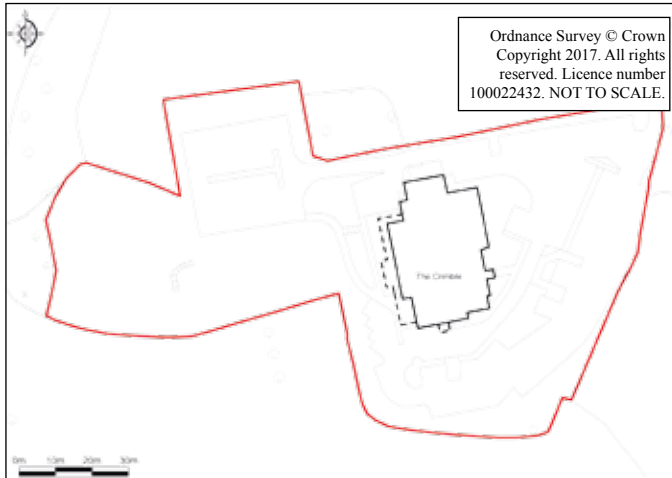 Ordnance Survey © Crown
Copyright 2017. All rights
reserved. Licence number
100022432. NOT TO SCALE.
The Crimble
0m 10m 20m 30m